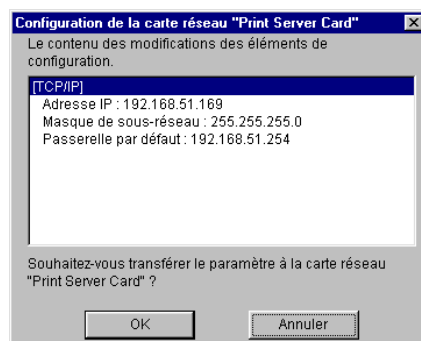 Configuration de la carte réseau "Print Server Card"
Le contenu des modifications des éléments de
configuration.
[TCP/IP]
Adresse IP : 192.168.51.169
Masque de sous-réseau : 255.255.255.0
Passerelle par défaut : 192.168.51.254
Souhaitez-vous transférer le paramètre à la carte réseau
"Print Server Card" ?
OK
Annuler